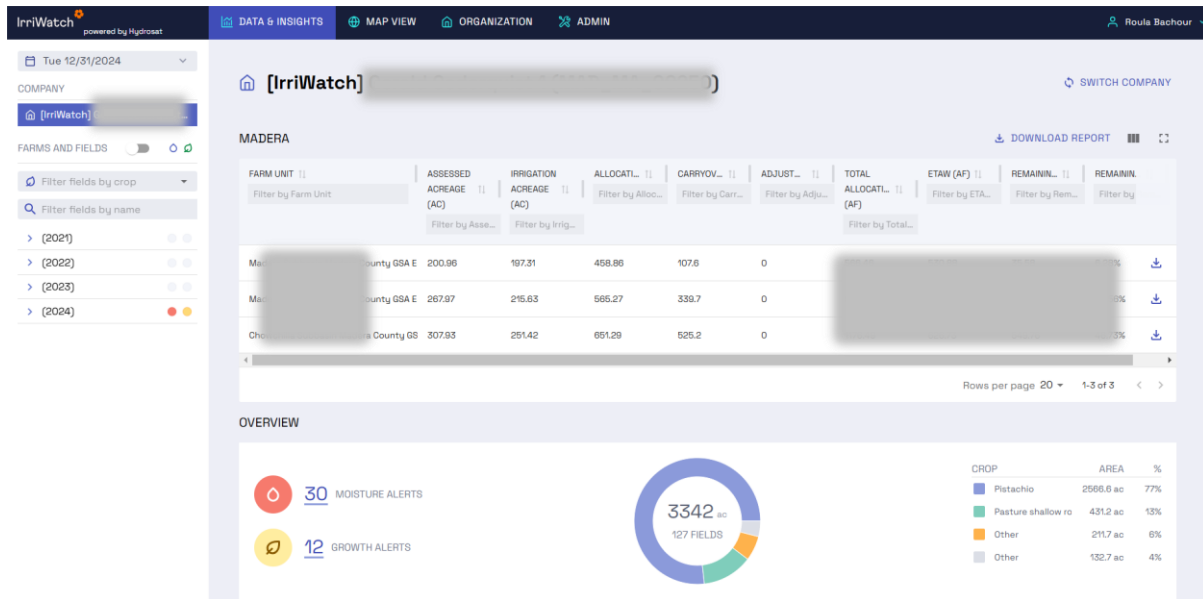 IrriWatch
powered by Hydrosat
DATA & INSIGHTS
MAP VIEW
ORGANIZATION
ADMIN
Roula Bachour
Tue 12/31/2024
COMPANY
[IrriWatch]
FARMS AND FIELDS
Filter fields by crop
Filter fields by name
(2021)
(2022)
(2023)
(2024)
[IrriWatch]
SWITCH COMPANY
MADERA
DOWNLOAD REPORT
FARM UNIT
Filter by Farm Unit
ASSESSED ACREAGE (AC)
Filter by Asse...
IRRIGATION ACREAGE (AC)
Filter by Irrig...
ALLOCATI...
Filter by Alloc...
CARRYOV...
Filter by Carr...
ADJUST...
Filter by Adju...
TOTAL ALLOCATI... (AF)
Filter by Total...
ETAW (AF)
Filter by ETA...
REMAININ...
Filter by Rem...
REMAININ.
Filter by
Mad ounty GSA E 200.96 197.31 458.86 107.6 0
Mad ounty GSA E 267.97 215.63 565.27 339.7 0
Cho a County GS 307.93 251.42 651.29 525.2 0
Rows per page 20 1-3 of 3
OVERVIEW
30 MOISTURE ALERTS
12 GROWTH ALERTS
3342 ac
127 FIELDS
CROP AREA %
Pistachio 2566.6 ac 77%
Pasture shallow ro 431.2 ac 13%
Other 211.7 ac 6%
Other 132.7 ac 4%